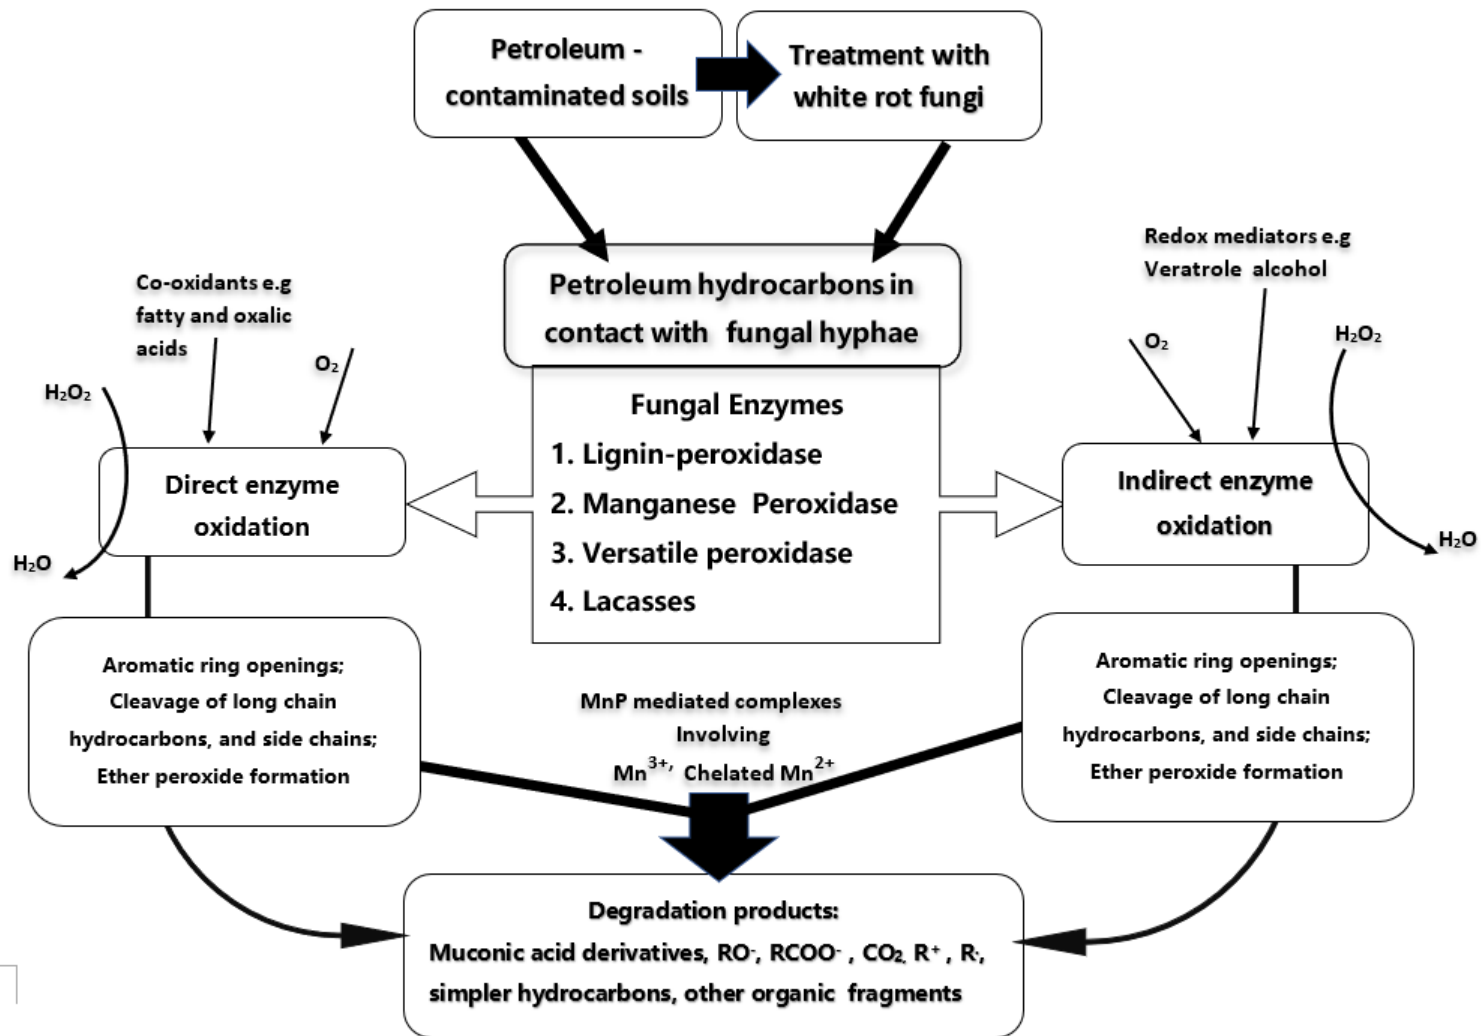 Petroleum -
contaminated soils
Treatment with
white rot fungi
Petroleum hydrocarbons in
contact with fungal hyphae
Co-oxidants e.g
fatty and oxalic
acids
O₂
H₂O₂
H₂O
Direct enzyme
oxidation
Fungal Enzymes
1. Lignin-peroxidase
2. Manganese Peroxidase
3. Versatile peroxidase
4. Lacasses
Redox mediators e.g
Veratrole alcohol
O₂
H₂O₂
H₂O
Indirect enzyme
oxidation
Aromatic ring openings;
Cleavage of long chain
hydrocarbons, and side chains;
Ether peroxide formation
MnP mediated complexes
Involving
Mn³⁺, Chelated Mn²⁺
Aromatic ring openings;
Cleavage of long chain
hydrocarbons, and side chains;
Ether peroxide formation
Degradation products:
Muconic acid derivatives, RO⁻, RCOO⁻ , CO₂, R⁺ , R·,
simpler hydrocarbons, other organic fragments